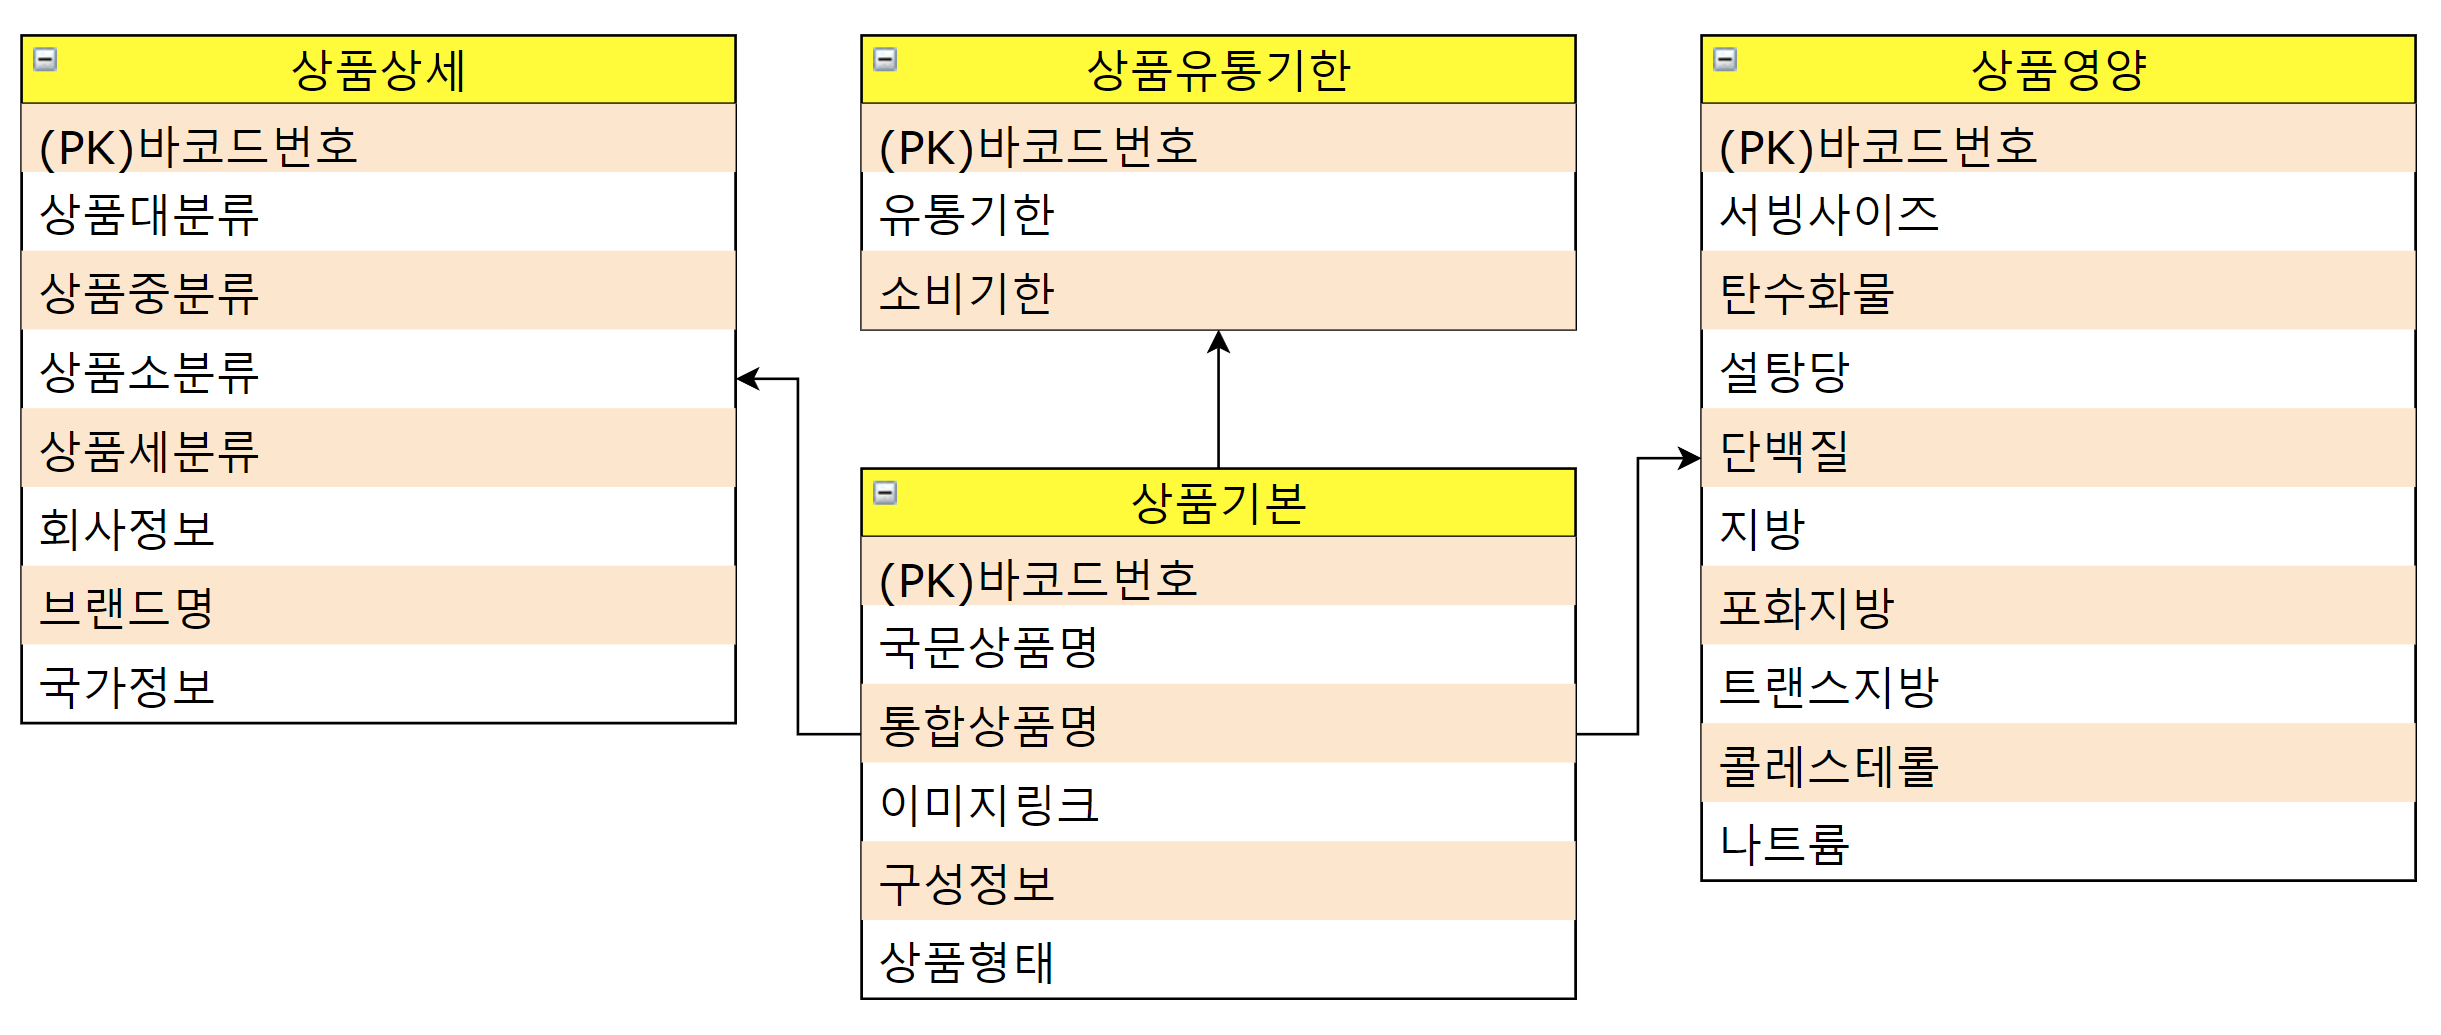 상품상세
(PK)바코드번호
상품대분류
상품중분류
상품소분류
상품세분류
회사정보
브랜드명
국가정보
상품유통기한
(PK)바코드번호
유통기한
소비기한
상품기본
(PK)바코드번호
국문상품명
통합상품명
이미지링크
구성정보
상품형태
상품영양
(PK)바코드번호
서빙사이즈
탄수화물
설탕당
단백질
지방
포화지방
트랜스지방
콜레스테롤
나트륨